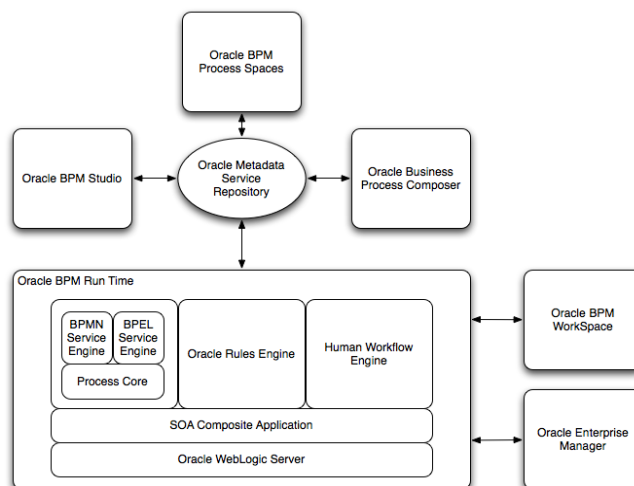 Oracle BPM
Process Spaces
Oracle BPM Studio
Oracle Metadata
Service
Repository
Oracle Business
Process Composer
Oracle BPM Run Time
BPMN
Service
Engine
BPEL
Service
Engine
Process Core
Oracle Rules Engine
Human Workflow
Engine
SOA Composite Application
Oracle WebLogic Server
Oracle BPM
WorkSpace
Oracle Enterprise
Manager